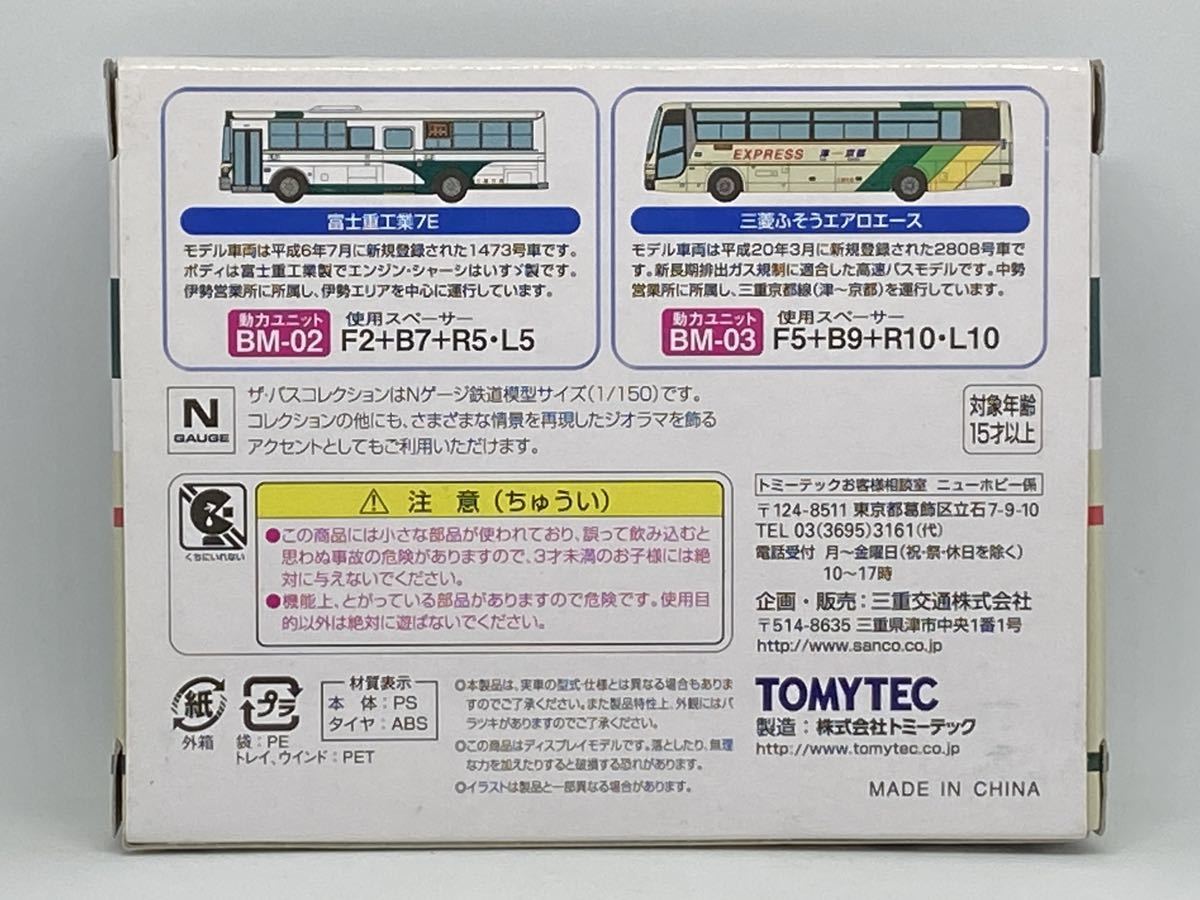 EXPRESS 津―京都
富士重工業7E
モデル車両は平成6年7月に新規登録された1473号車です。
ボディは富士重工業製でエンジン・シャーシはいすゞ製です。
伊勢営業所に所属し、伊勢エリアを中心に運行しています。
動力ユニット
BM-02
使用スペーサー
F2+B7+R5・L5
三菱ふそうエアロエース
モデル車両は平成20年3月に新規登録された2808号車で
す。新長期排出ガス規制に適合した高速バスモデルです。中勢
営業所に所属し、三重京都線(津〜京都)を運行しています。
動力ユニット
BM-03
使用スペーサー
F5+B9+R10・L10
N
GAUGE
ザ・バスコレクションはNゲージ鉄道模型サイズ(1/150)です。
コレクションの他にも、さまざまな情景を再現したジオラマを飾る
アクセントとしてもご利用いただけます。
対象年齢
15才以上
くちにいれない
⚠ 注 意 (ちゅうい)
●この商品には小さな部品が使われており、誤って飲み込むと
思わぬ事故の危険がありますので、3才未満のお子様には絶
対に与えないでください。
●機能上、とがっている部品がありますので危険です。使用目
的以外は絶対に遊ばないでください。
トミーテックお客様相談室 ニューホビー係
〒124-8511 東京都葛飾区立石7-9-10
TEL 03(3695)3161(代)
電話受付 月〜金曜日(祝・祭・休日を除く)
10〜17時
企画・販売：三重交通株式会社
〒514-8635 三重県津市中央1番1号
http://www.sanco.co.jp
紙
外箱
プラ
袋：PE
トレイ、ウインド：PET
材質表示
本 体：PS
タイヤ：ABS
◎本製品は、実車の型式・仕様とは異なる場合もありま
すのでご了承ください。また製品特性上、外観にはバ
ラツキがありますのでご了承ください。
◎この商品はディスプレイモデルです。落としたり、無理
な力を加えたりすると破損する恐れがあります。
◎イラストは製品と一部異なる場合があります。
TOMYTEC
製造：株式会社トミーテック
http://www.tomytec.co.jp
MADE IN CHINA